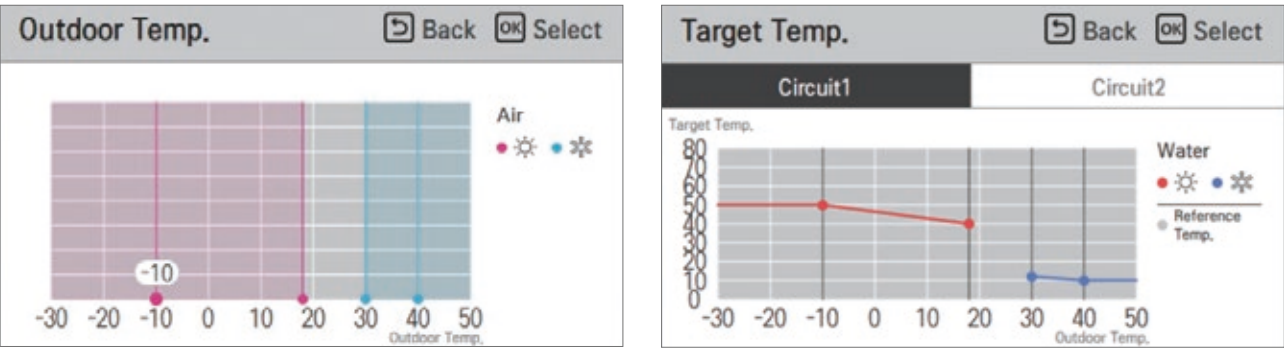 Outdoor Temp. Back OK Select
Air
-10
-30 -20 -10 0 10 20 30 40 50
Outdoor Temp.
Target Temp. Back OK Select
Circuit1 Circuit2
Target Temp.
80
70
60
50
40
30
20
10
0
Water
Reference
Temp.
-30 -20 -10 0 10 20 30 40 50
Outdoor Temp.